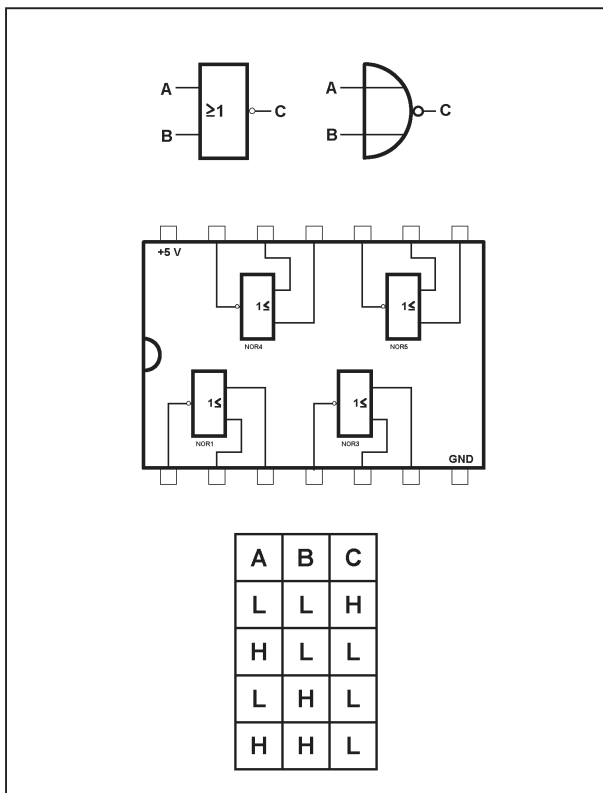 A
≥1
C
B
A
C
B
+5 V
1≤
NOR4
1≤
NOR5
1≤
NOR1
1≤
NOR3
GND
A B C
L L H
H L L
L H L
H H L